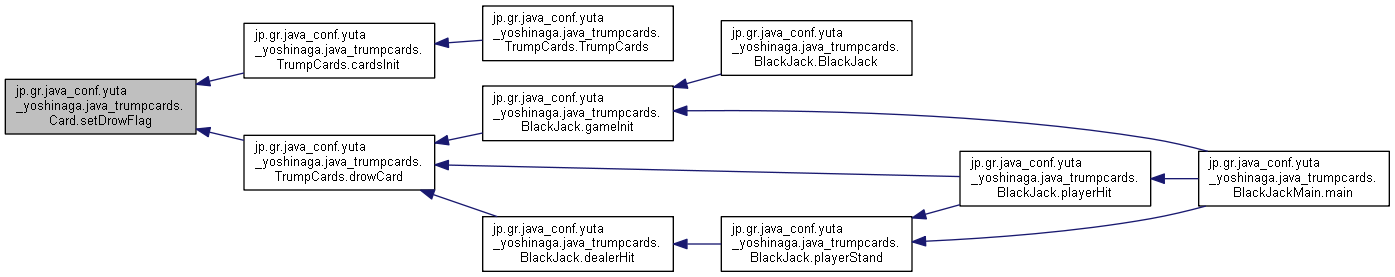 jp.gr.java_conf.yuta
_yoshinaga.java_trumpcards.
Card.setDrowFlag
jp.gr.java_conf.yuta
_yoshinaga.java_trumpcards.
TrumpCards.cardsInit
jp.gr.java_conf.yuta
_yoshinaga.java_trumpcards.
TrumpCards.TrumpCards
jp.gr.java_conf.yuta
_yoshinaga.java_trumpcards.
TrumpCards.drowCard
jp.gr.java_conf.yuta
_yoshinaga.java_trumpcards.
BlackJack.gameInit
jp.gr.java_conf.yuta
_yoshinaga.java_trumpcards.
BlackJack.BlackJack
jp.gr.java_conf.yuta
_yoshinaga.java_trumpcards.
BlackJack.dealerHit
jp.gr.java_conf.yuta
_yoshinaga.java_trumpcards.
BlackJack.playerStand
jp.gr.java_conf.yuta
_yoshinaga.java_trumpcards.
BlackJack.playerHit
jp.gr.java_conf.yuta
_yoshinaga.java_trumpcards.
BlackJackMain.main